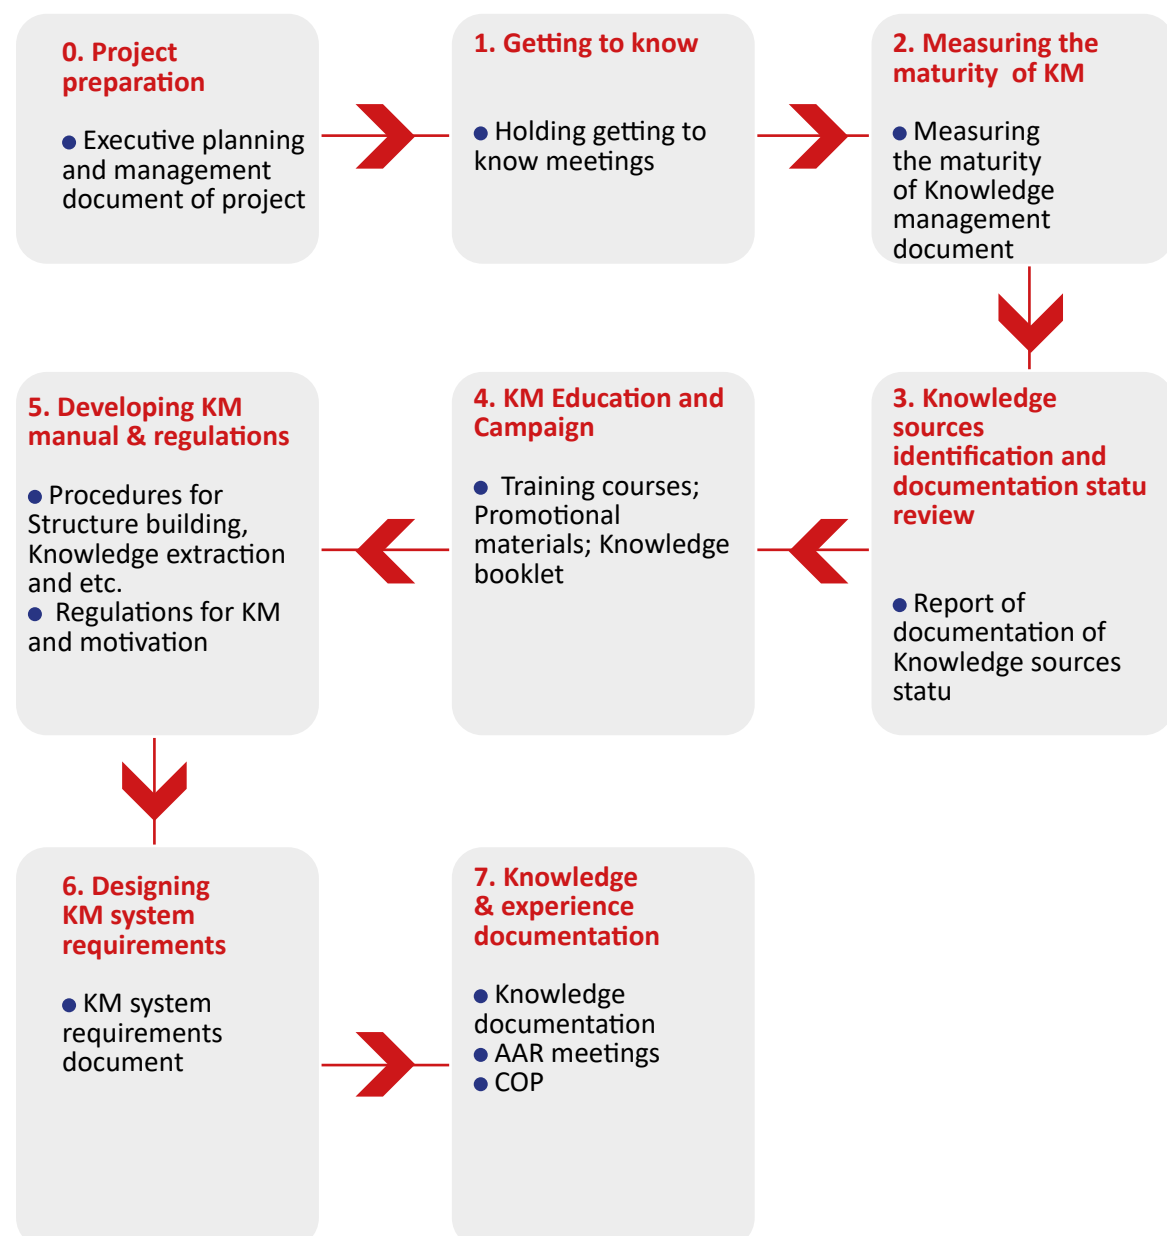 0. Project
preparation
● Executive planning
and management
document of project
1. Getting to know
● Holding getting to
know meetings
2. Measuring the
maturity of KM
● Measuring
the maturity
of Knowledge
management
document
3. Knowledge
sources
identification and
documentation statu
review
● Report of
documentation of
Knowledge sources
statu
4. KM Education and
Campaign
● Training courses;
Promotional
materials; Knowledge
booklet
5. Developing KM
manual & regulations
● Procedures for
Structure building,
Knowledge extraction
and etc.
● Regulations for KM
and motivation
6. Designing
KM system
requirements
● KM system
requirements
document
7. Knowledge
& experience
documentation
● Knowledge
documentation
● AAR meetings
● COP